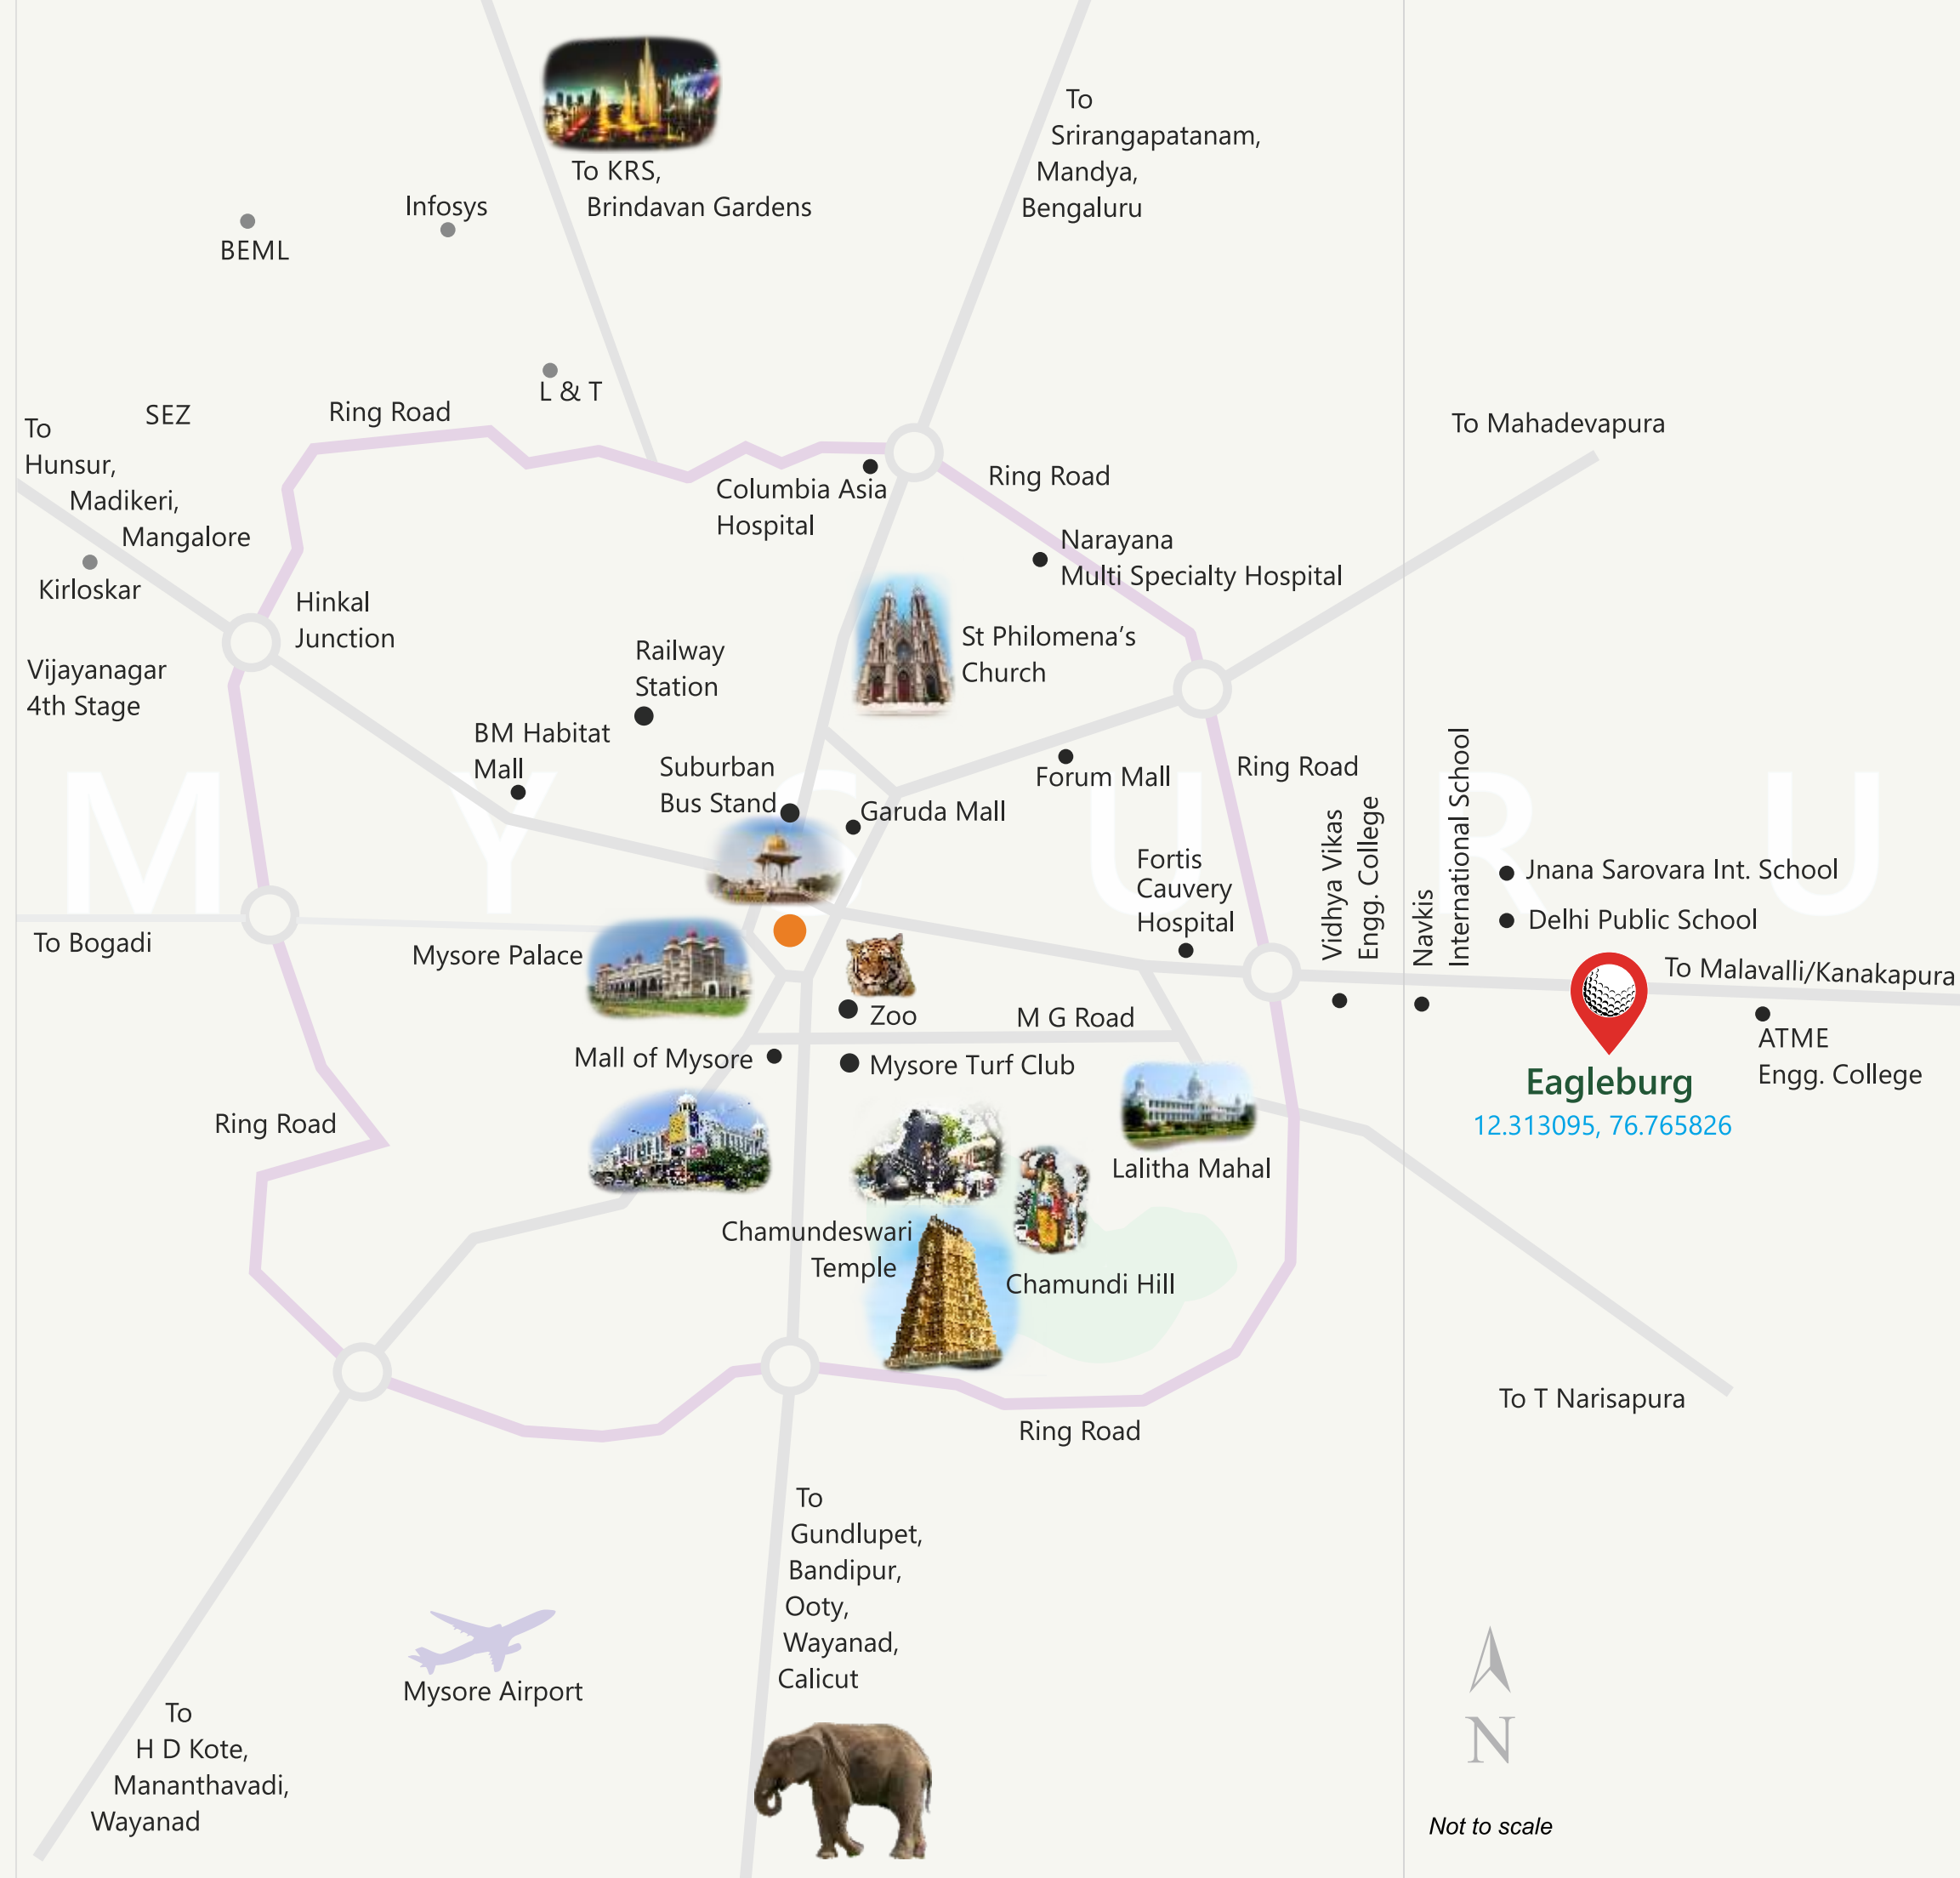 To
Srirangapatanam,
Mandya,
Bengaluru
To KRS,
Brindavan Gardens
Infosys
BEML
L & T
SEZ
Ring Road
To
Hunsur,
Madikeri,
Mangalore
To Mahadevapura
Columbia Asia
Hospital
Ring Road
Narayana
Multi Specialty Hospital
Kirloskar
Hinkal
Junction
St Philomena’s
Church
Railway
Station
Vijayanagar
4th Stage
BM Habitat
Mall
Suburban
Bus Stand
Garuda Mall
Forum Mall
Ring Road
M Y S U R U
Fortis
Cauvery
Hospital
Vidhya Vikas
Engg. College
Navkis
International School
Jnana Sarovara Int. School
Delhi Public School
To Bogadi
Mysore Palace
To Malavalli/Kanakapura
Zoo
M G Road
Mall of Mysore
Mysore Turf Club
ATME
Engg. College
Eagleburg
12.313095, 76.765826
Ring Road
Lalitha Mahal
Chamundeswari
Temple
Chamundi Hill
To T Narisapura
Ring Road
To
Gundlupet,
Bandipur,
Ooty,
Wayanad,
Calicut
Mysore Airport
To
H D Kote,
Mananthavadi,
Wayanad
N
Not to scale